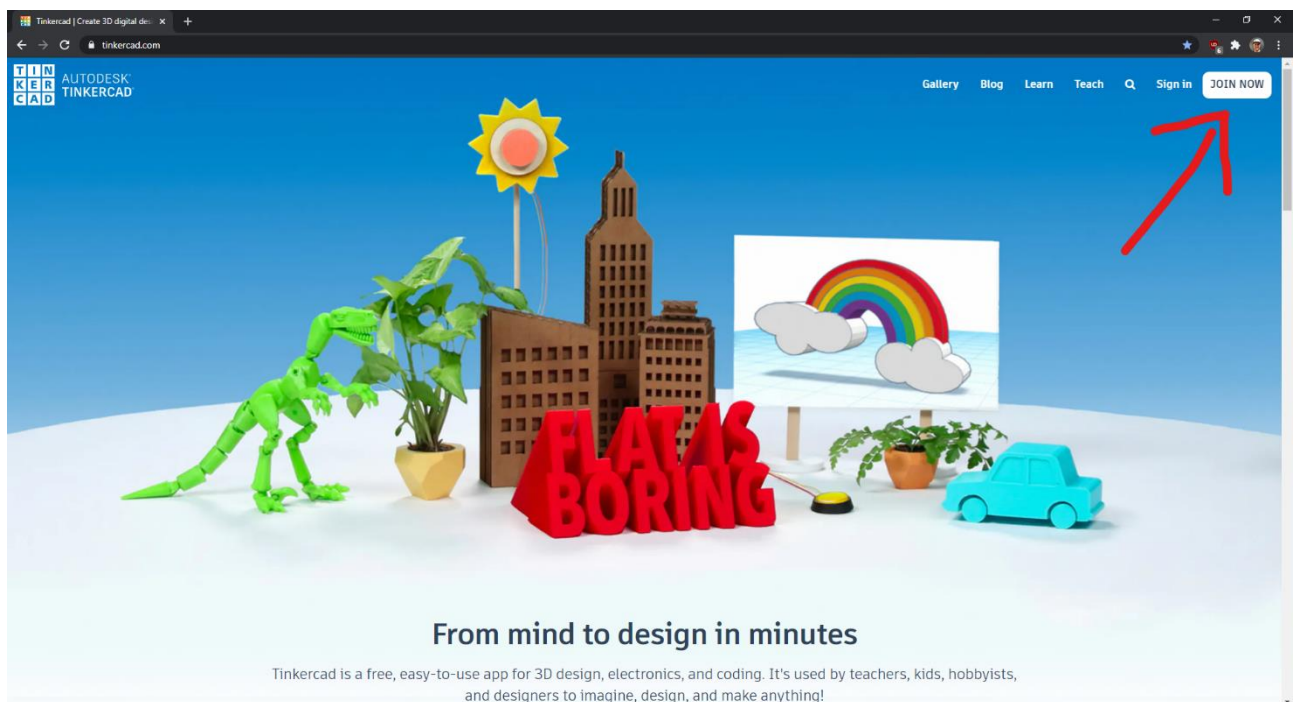 Tinkercad | Create 3D digital des
tinkercad.com
TIN
KER
CAD
AUTODESK
TINKERCAD
Gallery Blog Learn Teach Sign in JOIN NOW
FLAT IS
BORING
From mind to design in minutes
Tinkercad is a free, easy-to-use app for 3D design, electronics, and coding. It's used by teachers, kids, hobbyists,
and designers to imagine, design, and make anything!